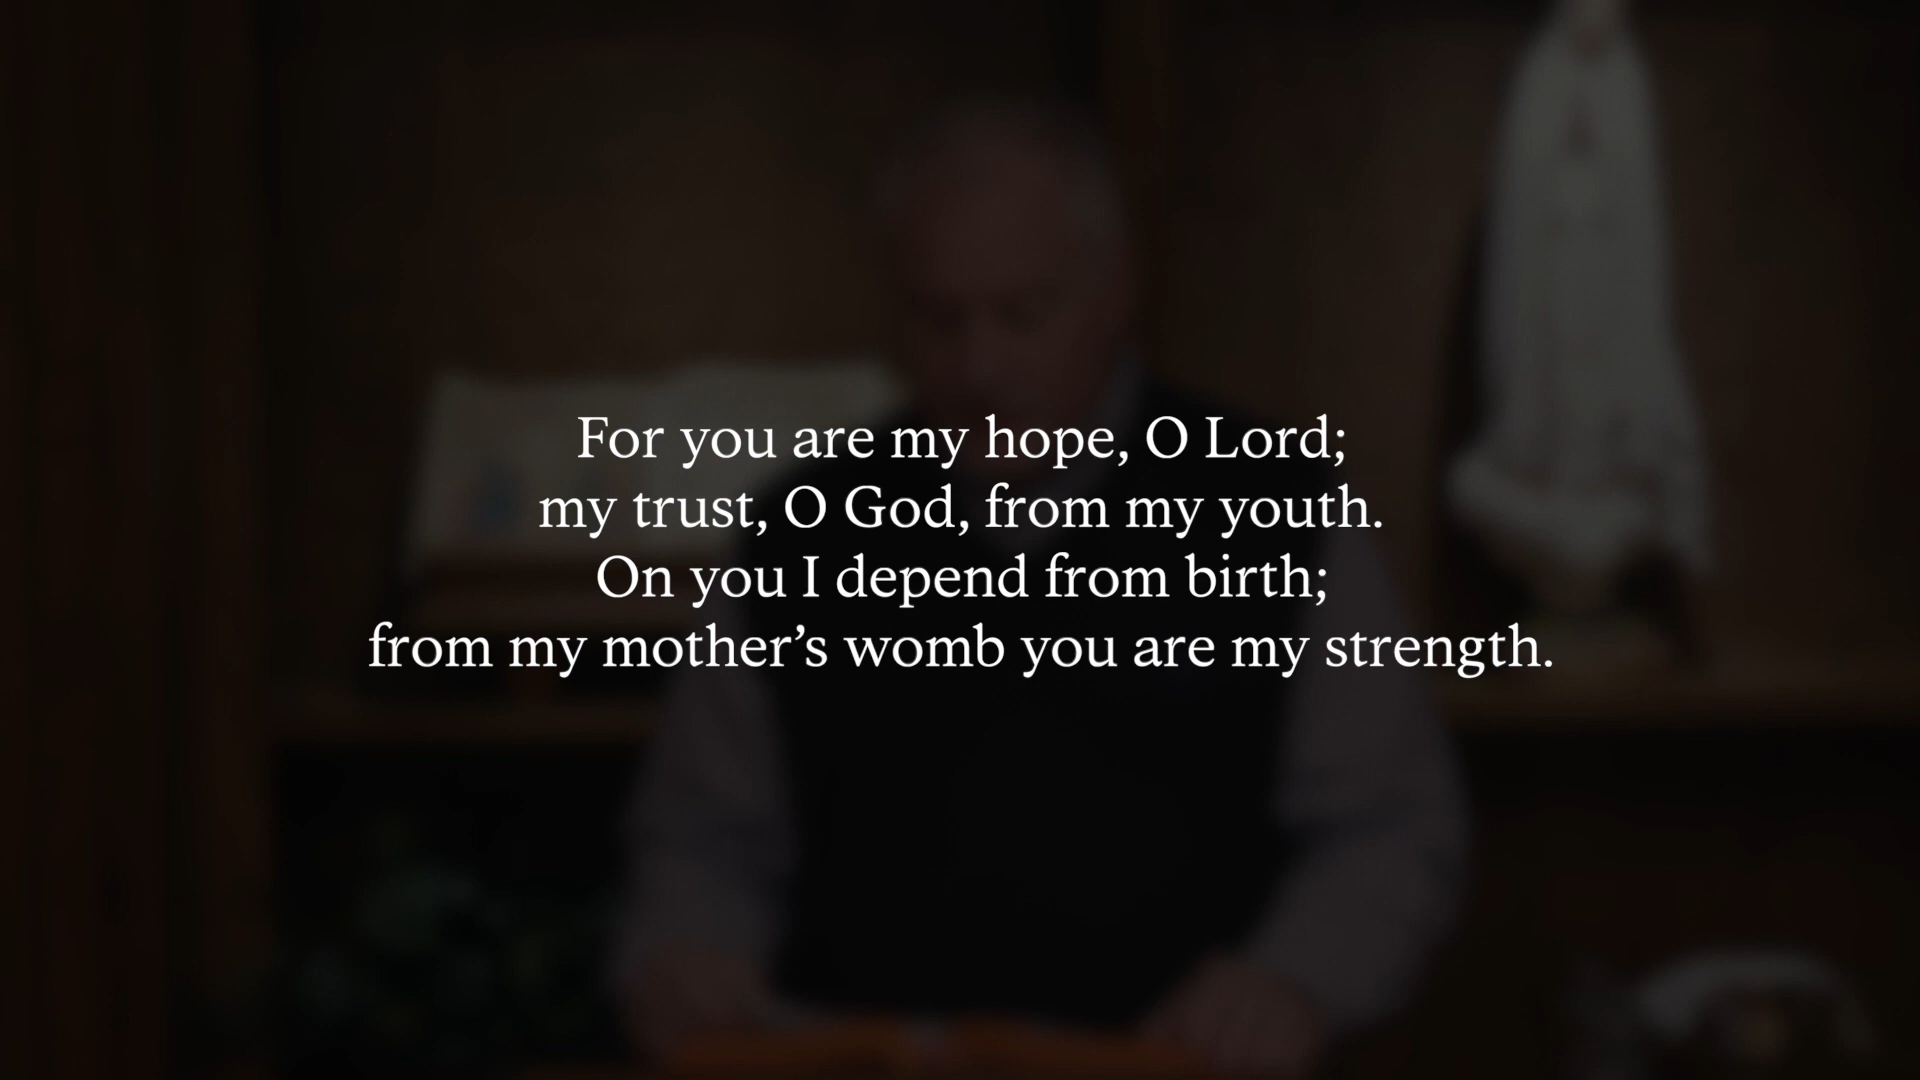 For you are my hope, O Lord;
my trust, O God, from my youth.
On you I depend from birth;
from my mother’s womb you are my strength.